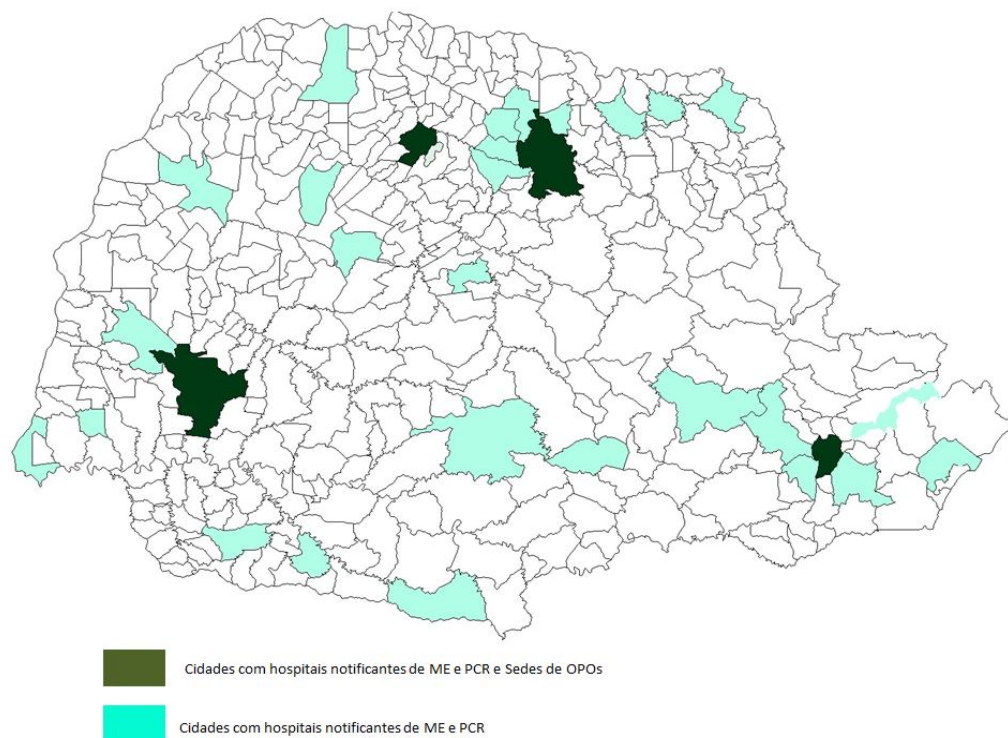 Cidades com hospitais notificantes de ME e PCR e Sedes de OPOs
Cidades com hospitais notificantes de ME e PCR